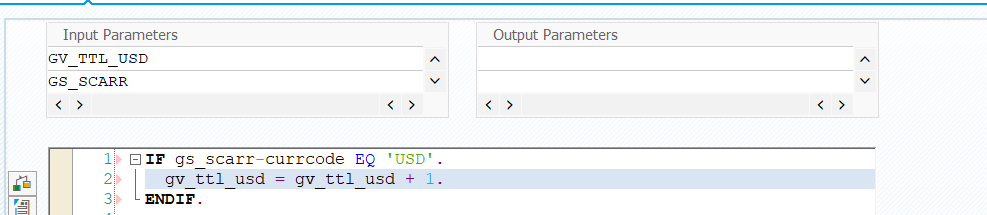 Input Parameters
GV_TTL_USD
GS_SCARR
Output Parameters
1 IF gs_scarr-currcode EQ 'USD'.
2 gv_ttl_usd = gv_ttl_usd + 1.
3 ENDIF.